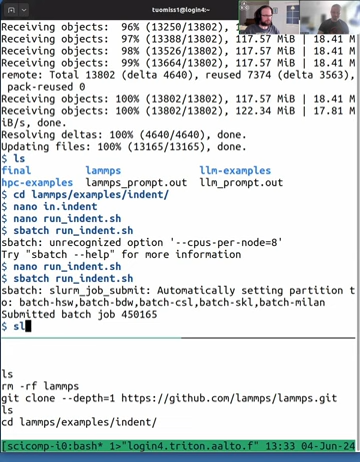 tuomiss1@login4:~
Receiving objects:  96% (13250/13802),
Receiving objects:  97% (13388/13802), 117.57 MiB | 18.41 M
Receiving objects:  98% (13526/13802), 117.57 MiB | 18.41 M
Receiving objects:  99% (13664/13802), 117.57 MiB | 18.41 M
remote: Total 13802 (delta 4640), reused 7374 (delta 3563),
pack-reused 0
Receiving objects: 100% (13802/13802), 117.57 MiB | 18.41 M
Receiving objects: 100% (13802/13802), 122.34 MiB | 17.81 M
iB/s, done.
Resolving deltas: 100% (4640/4640), done.
Updating files: 100% (13165/13165), done.
$ ls
final lammps llm-examples
hpc-examples lammps_prompt.out llm_prompt.out
$ cd lammps/examples/indent/
$ nano in.indent
$ nano run_indent.sh
$ sbatch run_indent.sh
sbatch: unrecognized option '--cpus-per-node=8'
Try "sbatch --help" for more information
$ nano run_indent.sh
$ sbatch run_indent.sh
sbatch: slurm_job_submit: Automatically setting partition t
o: batch-hsw,batch-bdw,batch-csl,batch-skl,batch-milan
Submitted batch job 450165
$ sl
ls
rm -rf lammps
git clone --depth=1 https://github.com/lammps/lammps.git
ls
cd lammps/examples/indent/
[scicomp-i0:bash* 1>"login4.triton.aalto.f" 13:33 04-Jun-24